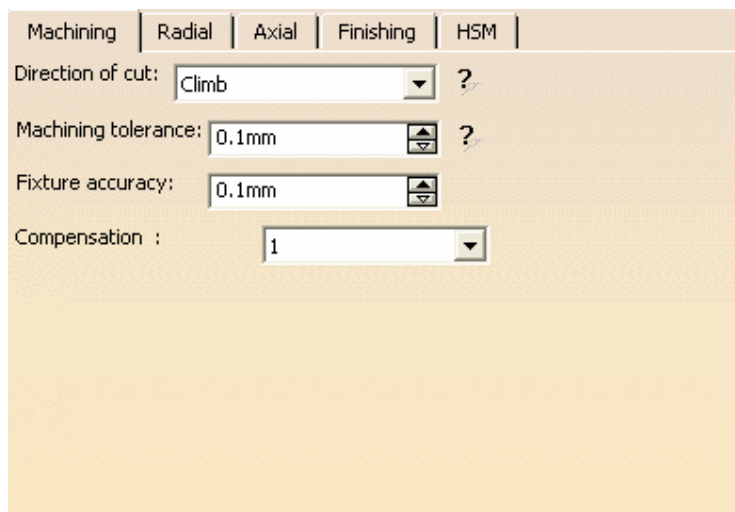 Machining Radial Axial Finishing HSM
Direction of cut: Climb ?
Machining tolerance: 0.1mm ?
Fixture accuracy: 0.1mm
Compensation : 1